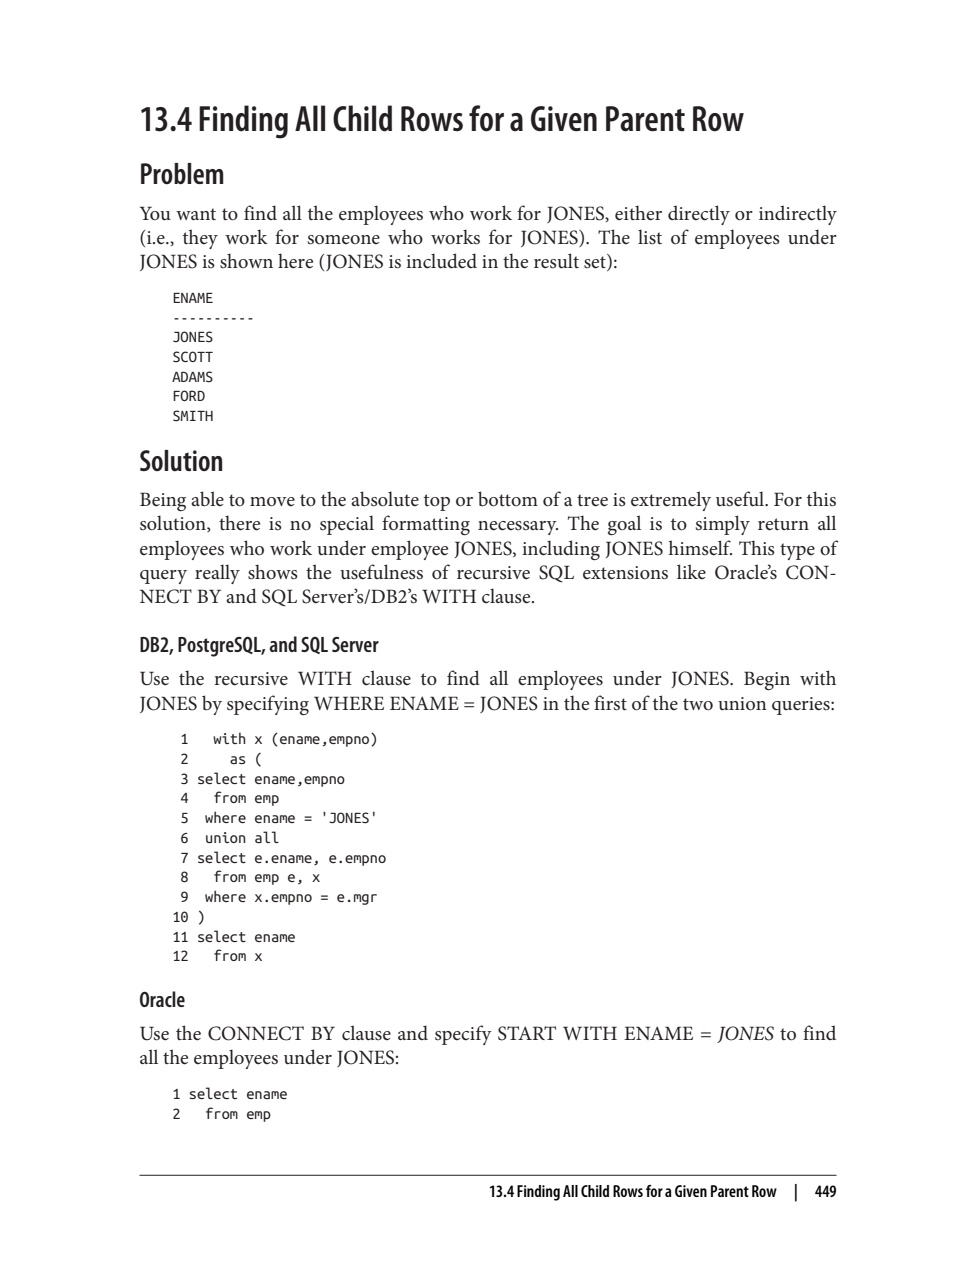 13.4 Finding All Child Rows for a Given Parent Row
Problem
You want to find all the employees who work for JONES, either directly or indirectly
(i.e., they work for someone who works for JONES). The list of employees under
JONES is shown here (JONES is included in the result set):
ENAME
----------
JONES
SCOTT
ADAMS
FORD
SMITH
Solution
Being able to move to the absolute top or bottom of a tree is extremely useful. For this
solution, there is no special formatting necessary. The goal is to simply return all
employees who work under employee JONES, including JONES himself. This type of
query really shows the usefulness of recursive SQL extensions like Oracle’s CON-
NECT BY and SQL Server’s/DB2’s WITH clause.
DB2, PostgreSQL, and SQL Server
Use the recursive WITH clause to find all employees under JONES. Begin with
JONES by specifying WHERE ENAME = JONES in the first of the two union queries:
1   with x (ename,empno)
2     as (
3 select ename,empno
4   from emp
5  where ename = 'JONES'
6  union all
7 select e.ename, e.empno
8   from emp e, x
9  where x.empno = e.mgr
10 )
11 select ename
12   from x
Oracle
Use the CONNECT BY clause and specify START WITH ENAME = JONES to find
all the employees under JONES:
1 select ename
2   from emp
13.4 Finding All Child Rows for a Given Parent Row | 449